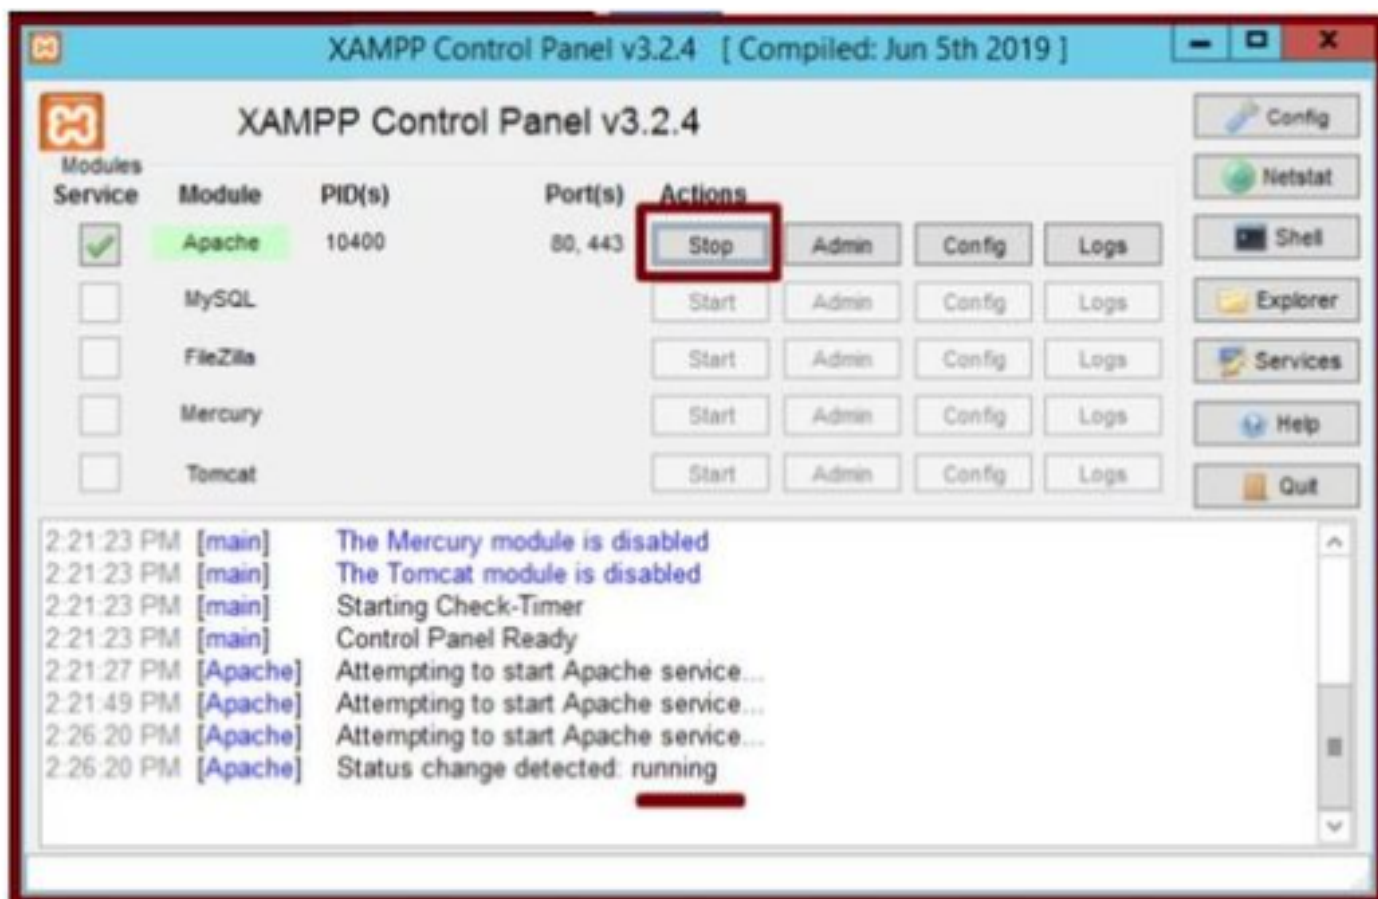 XAMPP Control Panel v3.2.4 [ Compiled: Jun 5th 2019 ]
XAMPP Control Panel v3.2.4
Config
Modules
Netstat
Service Module PID(s) Port(s) Actions
Apache 10400 80, 443 Stop Admin Config Logs
Shell
MySQL Start Admin Config Logs
Explorer
FileZilla Start Admin Config Logs
Services
Mercury Start Admin Config Logs
Help
Tomcat Start Admin Config Logs
Quit
2:21:23 PM [main] The Mercury module is disabled
2:21:23 PM [main] The Tomcat module is disabled
2:21:23 PM [main] Starting Check-Timer
2:21:23 PM [main] Control Panel Ready
2:21:27 PM [Apache] Attempting to start Apache service...
2:21:49 PM [Apache] Attempting to start Apache service...
2:26:20 PM [Apache] Attempting to start Apache service...
2:26:20 PM [Apache] Status change detected: running